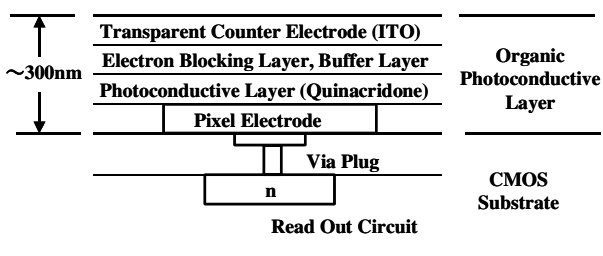 Transparent Counter Electrode (ITO)
Electron Blocking Layer, Buffer Layer
~300nm
Photoconductive Layer (Quinacridone)
Pixel Electrode
Organic
Photoconductive
Layer
Via Plug
n
CMOS
Substrate
Read Out Circuit